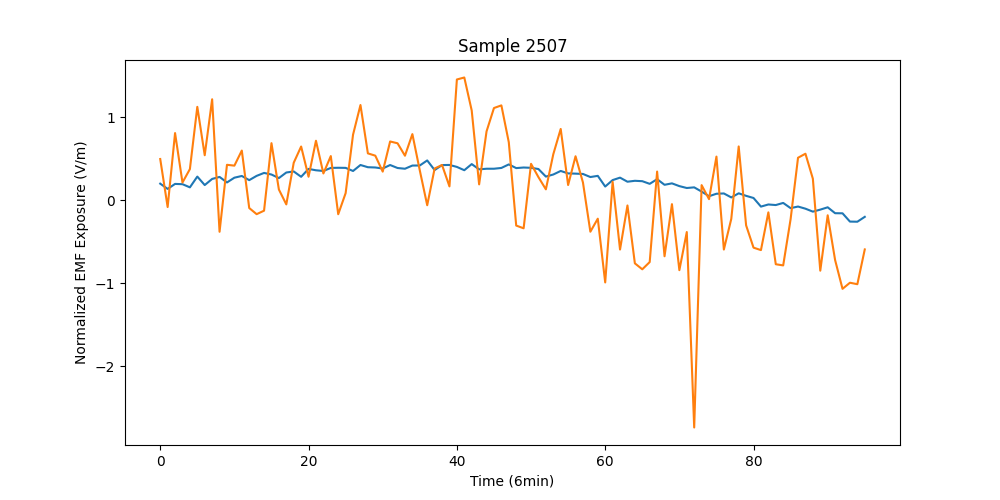 Sample 2507
Normalized EMF Exposure (V/m)
1
0
−1
−2
0 20 40 60 80
Time (6min)